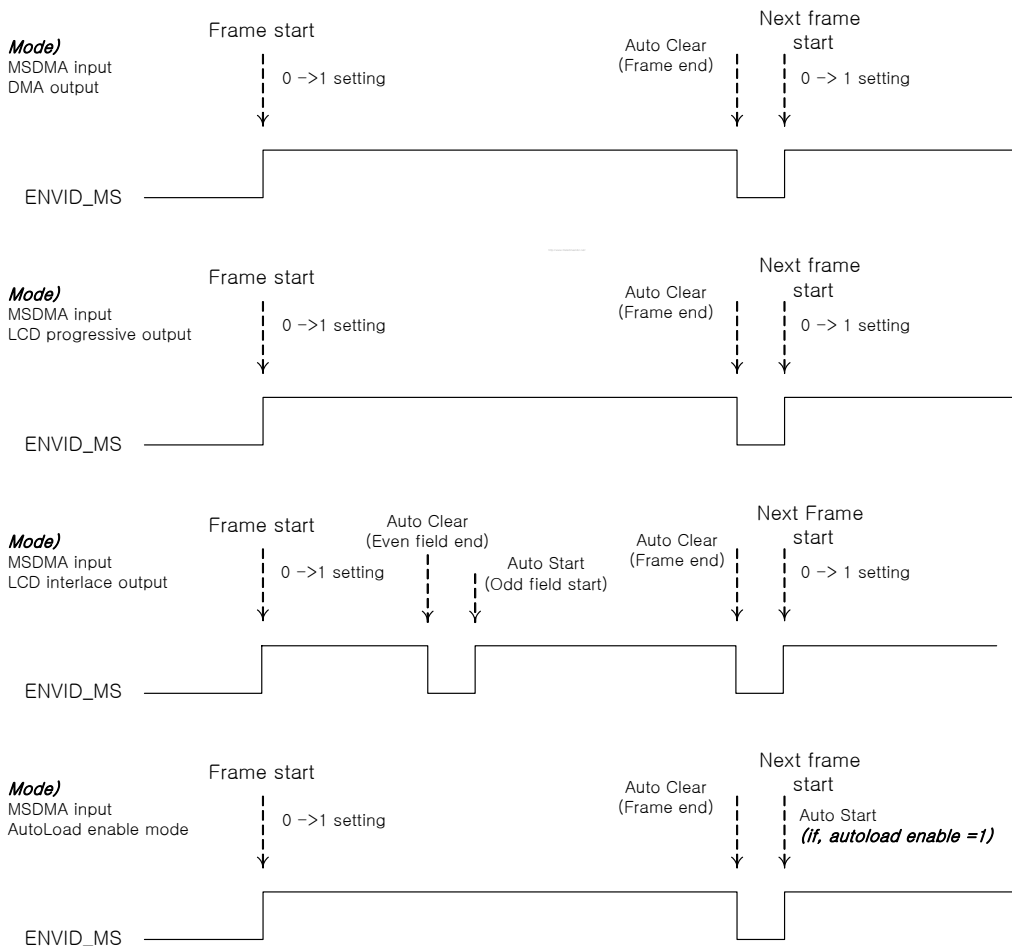 Mode)
MSDMA input
DMA output
Frame start
0 ->1 setting
Auto Clear
(Frame end)
Next frame
start
0 -> 1 setting
ENVID_MS
Mode)
MSDMA input
LCD progressive output
Frame start
0 ->1 setting
Auto Clear
(Frame end)
Next frame
start
0 -> 1 setting
ENVID_MS
Mode)
MSDMA input
LCD interlace output
Frame start
0 ->1 setting
Auto Clear
(Even field end)
Auto Start
(Odd field start)
Auto Clear
(Frame end)
Next Frame
start
0 -> 1 setting
ENVID_MS
Mode)
MSDMA input
AutoLoad enable mode
Frame start
0 ->1 setting
Auto Clear
(Frame end)
Next frame
start
Auto Start
(if, autoload enable =1)
ENVID_MS